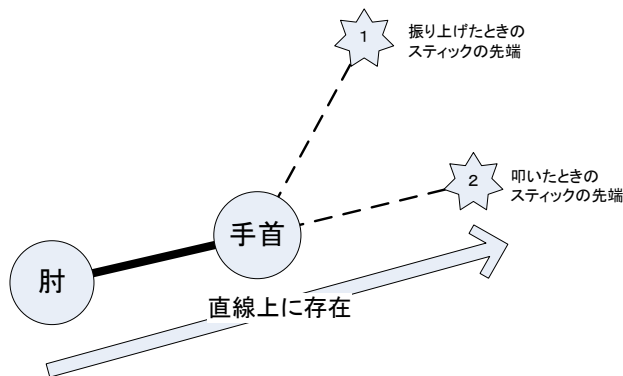 1
振り上げたときの
スティックの先端
2
叩いたときの
スティックの先端
手首
肘
直線上に存在